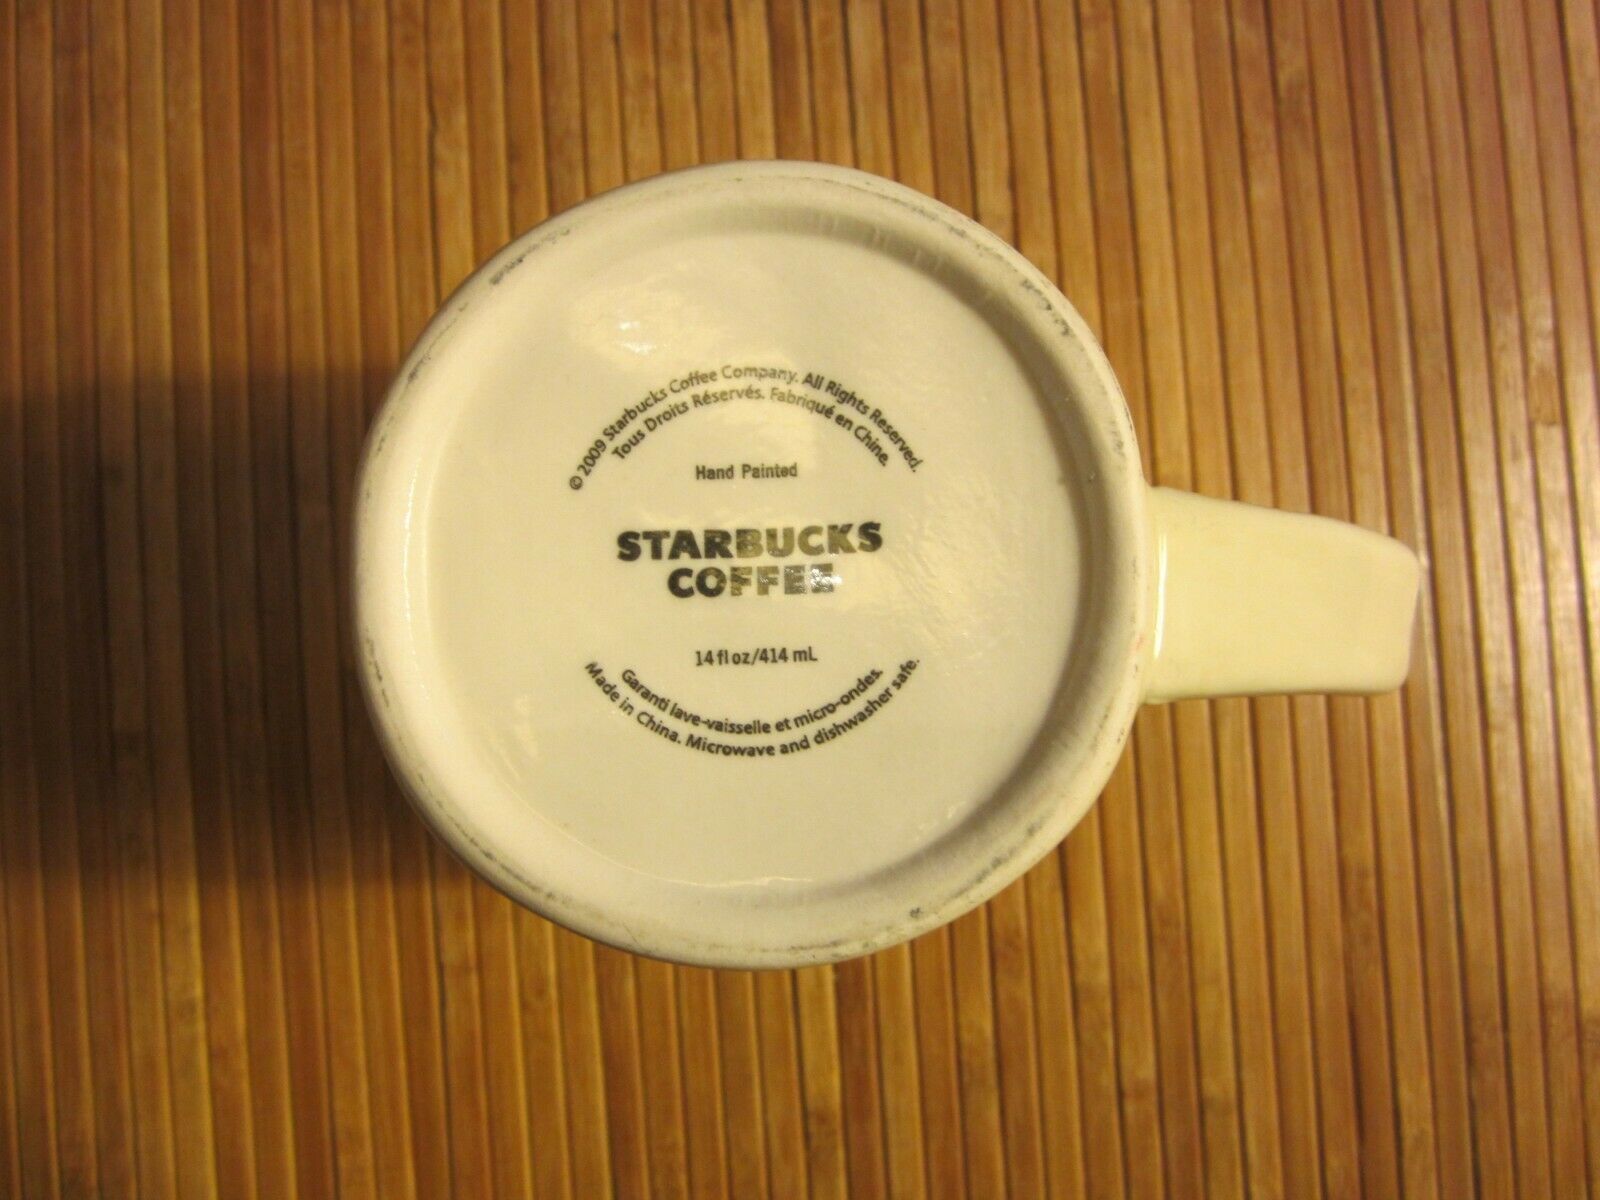 © 2009 Starbucks Coffee Company. All Rights Reserved.
Tous Droits Réservés. Fabriqué en Chine.
Hand Painted
STARBUCKS
COFFEE
14 fl oz/414 mL
Garanti lave-vaisselle et micro-ondes.
Made in China. Microwave and dishwasher safe.